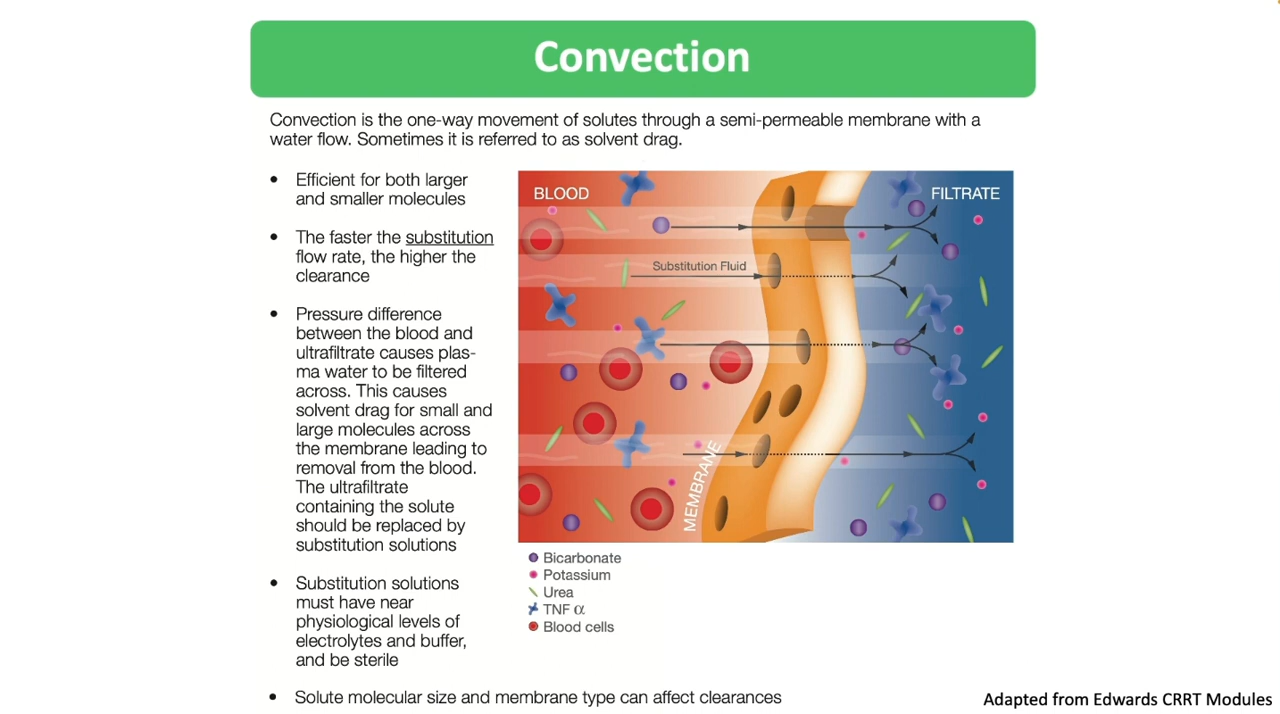 Convection
Convection is the one-way movement of solutes through a semi-permeable membrane with a
water flow. Sometimes it is referred to as solvent drag.
• Efficient for both larger
and smaller molecules
• The faster the substitution
flow rate, the higher the
clearance
• Pressure difference
between the blood and
ultrafiltrate causes plas-
ma water to be filtered
across. This causes
solvent drag for small and
large molecules across
the membrane leading to
removal from the blood.
The ultrafiltrate
containing the solute
should be replaced by
substitution solutions
• Substitution solutions
must have near
physiological levels of
electrolytes and buffer,
and be sterile
• Solute molecular size and membrane type can affect clearances
BLOOD
FILTRATE
Substitution Fluid
MEMBRANE
Bicarbonate
Potassium
Urea
TNF α
Blood cells
Adapted from Edwards CRRT Modules